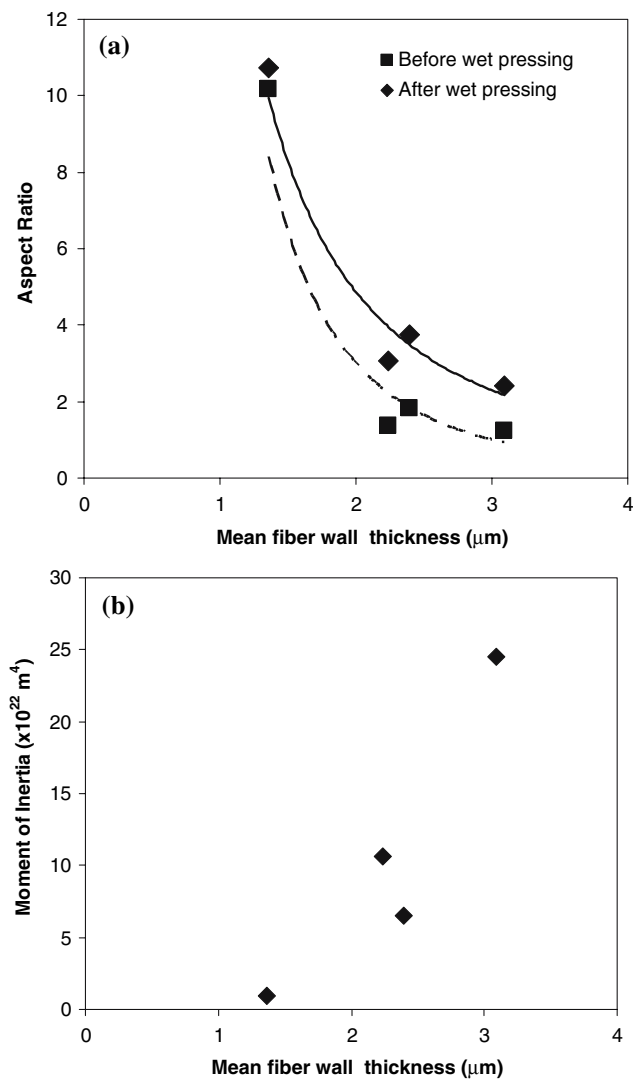 (a)
Before wet pressing
After wet pressing
12
10
8
6
4
2
0
Aspect Ratio
0 1 2 3 4
Mean fiber wall thickness (μm)
(b)
30
25
20
15
10
5
0
Moment of Inertia (x10²² m⁴)
0 1 2 3 4
Mean fiber wall thickness (μm)